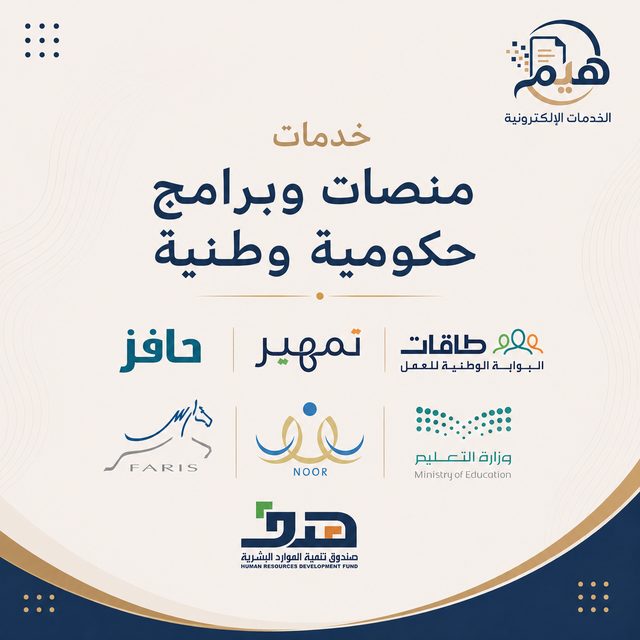 هيم
الخدمات الإلكترونية
خدمات
منصات وبرامج
حكومية وطنية
طاقات
البوابة الوطنية للعمل
تمهير
حافز
وزارة التعليم
Ministry of Education
NOOR
FARIS
هدف
صندوق تنمية الموارد البشرية
HUMAN RESOURCES DEVELOPMENT FUND